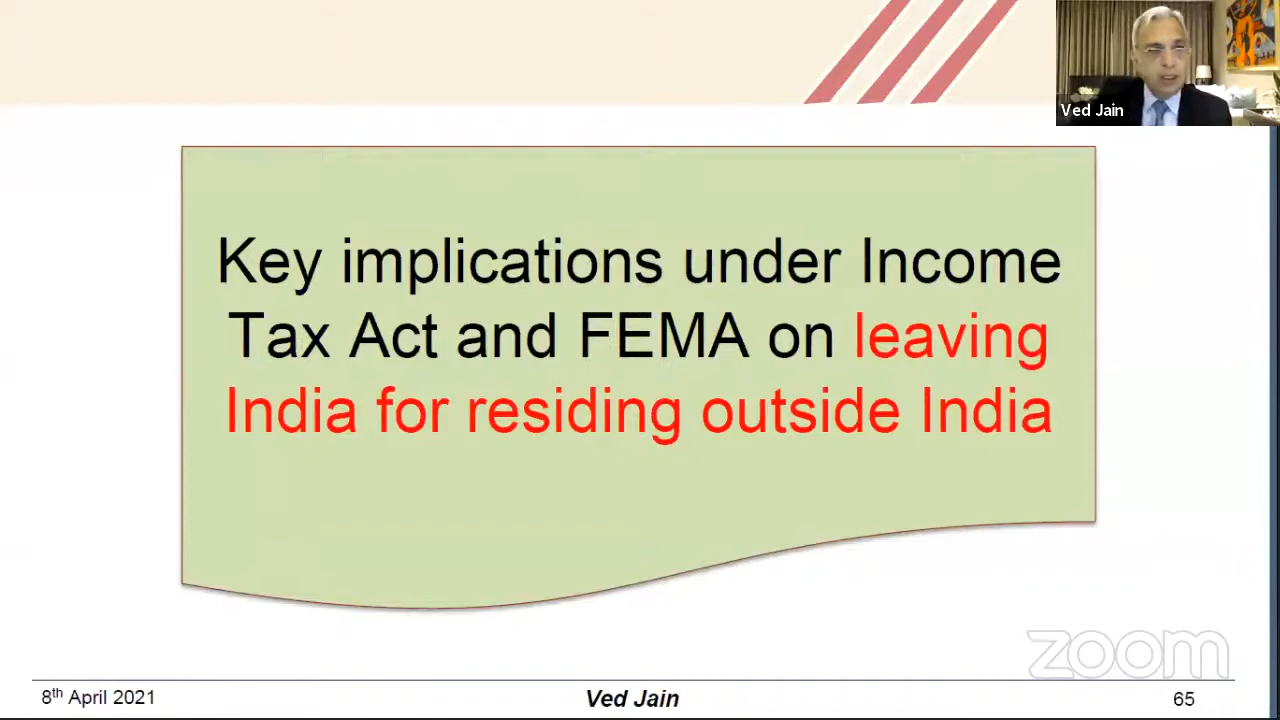 Ved Jain
Key implications under Income
Tax Act and FEMA on leaving
India for residing outside India
zoom
8th April 2021
Ved Jain
65